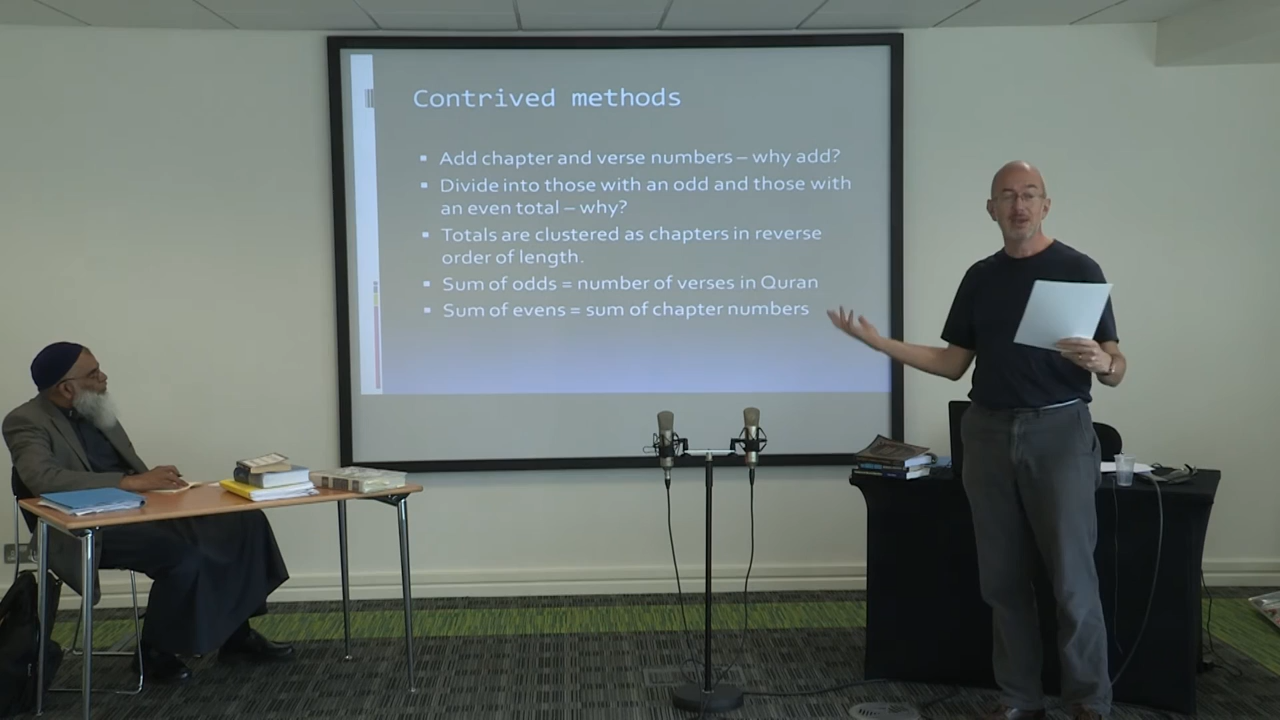 Contrived methods
▪ Add chapter and verse numbers – why add?
▪ Divide into those with an odd and those with
an even total – why?
▪ Totals are clustered as chapters in reverse
order of length.
▪ Sum of odds = number of verses in Quran
▪ Sum of evens = sum of chapter numbers